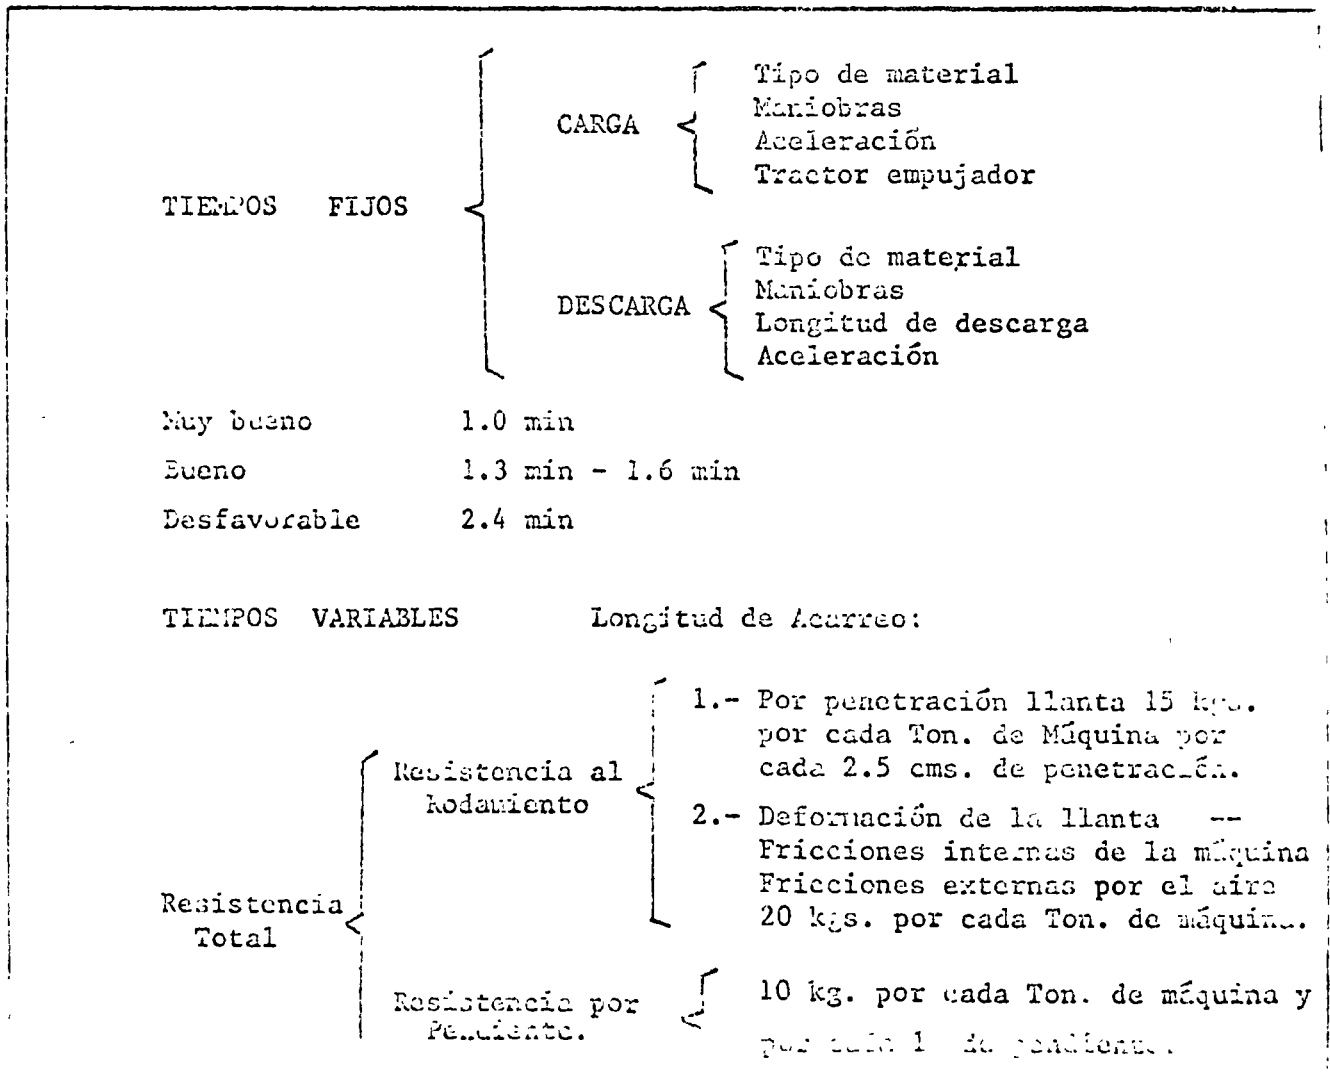 Tipo de material
Maniobras
CARGA
Aceleración
Tractor empujador
TIEMPOS FIJOS
Tipo de material
Maniobras
DESCARGA
Longitud de descarga
Aceleración
Muy bueno 1.0 min
Bueno 1.3 min - 1.6 min
Desfavorable 2.4 min
TIEMPOS VARIABLES Longitud de Acarreo:
1.- Por penetración llanta 15 kgs.
por cada Ton. de Máquina por
cada 2.5 cms. de penetración.
Resistencia al
Rodamiento
2.- Deformación de la llanta --
Fricciones internas de la máquina
Fricciones externas por el aire
20 kgs. por cada Ton. de máquina.
Resistencia
Total
Resistencia por
Pendiente.
10 kg. por cada Ton. de máquina y
por cada 1 de pendiente.